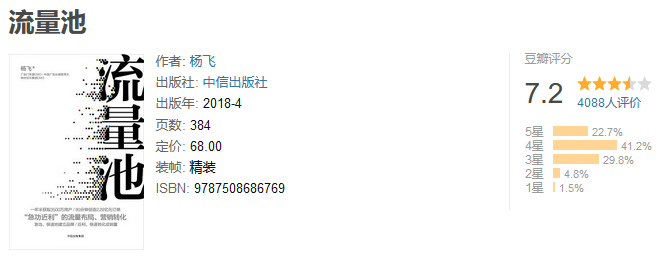 流量池
杨飞
流
量
池
"急功近利"的流量布局、营销转化
作者: 杨飞
出版社: 中信出版社
出版年: 2018-4
页数: 384
定价: 68.00
装帧: 精装
ISBN: 9787508686769
豆瓣评分
7.2
4088人评价
5星 22.7%
4星 41.2%
3星 29.8%
2星 4.8%
1星 1.5%